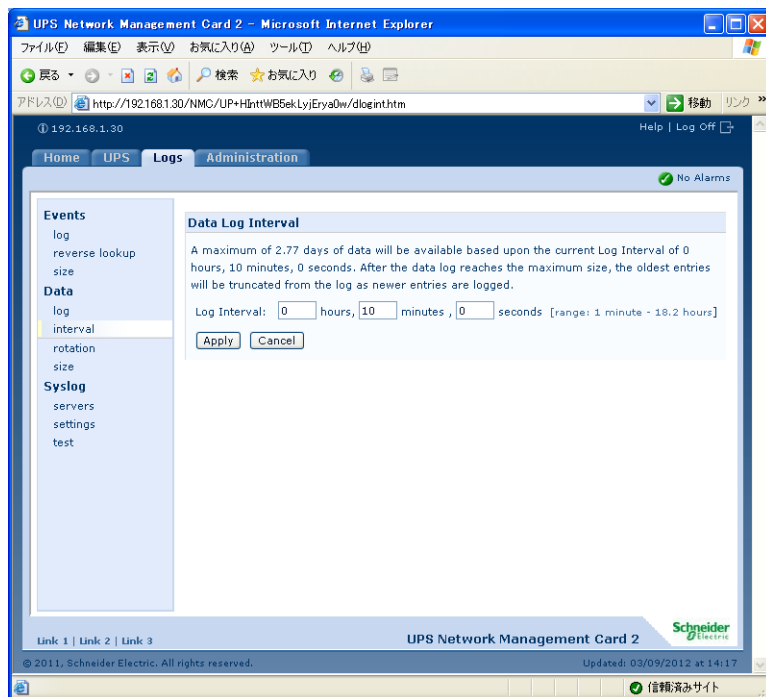 UPS Network Management Card 2 - Microsoft Internet Explorer
ファイル(F) 編集(E) 表示(V) お気に入り(A) ツール(T) ヘルプ(H)
戻る 検索 お気に入り
アドレス(D) http://192.168.1.30/NMC/UP+HInttWB5ekLyjErya0w/dlogint.htm 移動 リンク »
192.168.1.30 Help | Log Off
Home UPS Logs Administration
No Alarms
Events
log
reverse lookup
size
Data
log
interval
rotation
size
Syslog
servers
settings
test
Data Log Interval
A maximum of 2.77 days of data will be available based upon the current Log Interval of 0
hours, 10 minutes, 0 seconds. After the data log reaches the maximum size, the oldest entries
will be truncated from the log as newer entries are logged.
Log Interval: 0 hours, 10 minutes , 0 seconds [range: 1 minute - 18.2 hours]
Apply Cancel
Link 1 | Link 2 | Link 3 UPS Network Management Card 2 Schneider Electric
© 2011, Schneider Electric. All rights reserved. Updated: 03/09/2012 at 14:17
信頼済みサイト